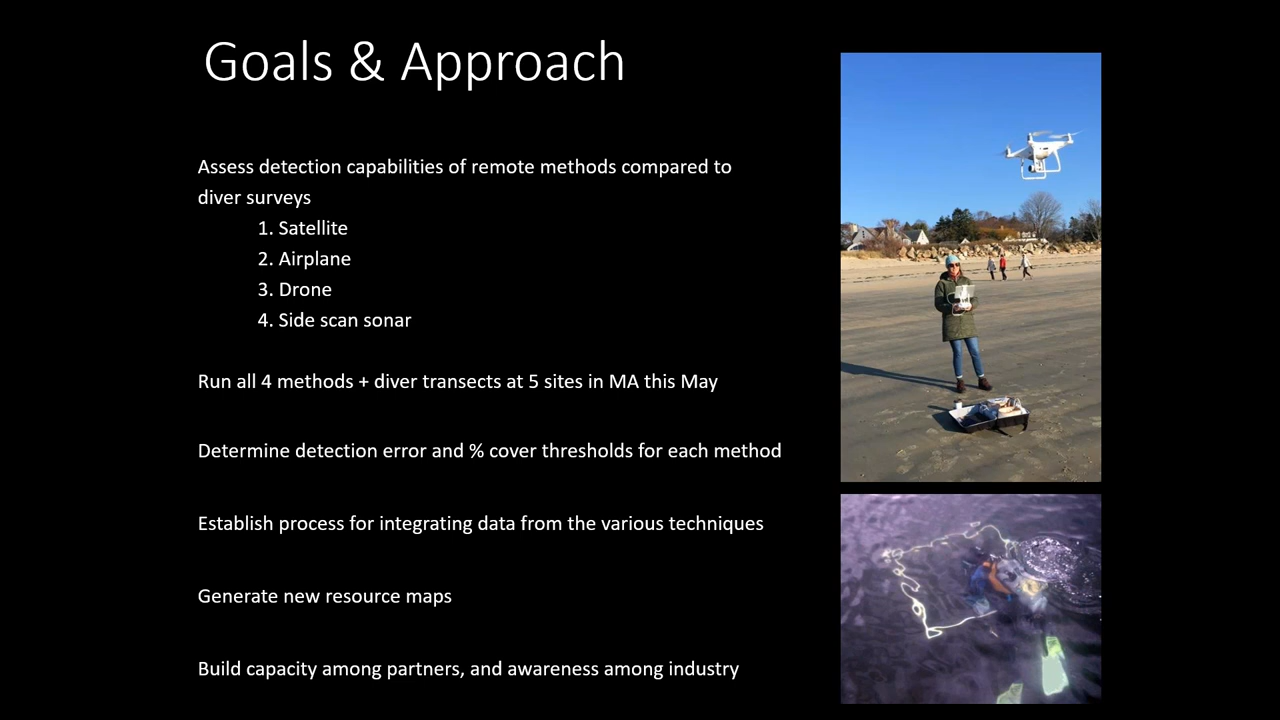 Goals & Approach
Assess detection capabilities of remote methods compared to
diver surveys
1. Satellite
2. Airplane
3. Drone
4. Side scan sonar
Run all 4 methods + diver transects at 5 sites in MA this May
Determine detection error and % cover thresholds for each method
Establish process for integrating data from the various techniques
Generate new resource maps
Build capacity among partners, and awareness among industry